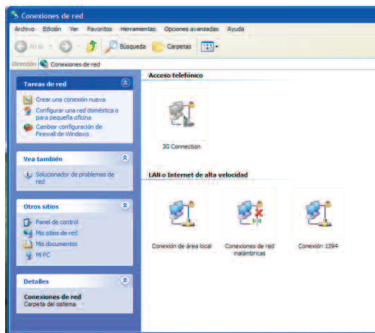 Conexiones de red
Archivo Edición Ver Favoritos Herramientas Opciones avanzadas Ayuda
Atrás Búsqueda Carpetas
Dirección Conexiones de red
Tareas de red
Crear una conexión nueva
Configurar una red doméstica o
para pequeña oficina
Cambiar configuración de
Firewall de Windows
Vea también
Solucionador de problemas de
red
Otros sitios
Panel de control
Mis sitios de red
Mis documentos
Mi PC
Detalles
Conexiones de red
Carpeta del sistema
Acceso telefónico
3G Connection
LAN o Internet de alta velocidad
Conexión de área local
Conexiones de red
inalámbricas
Conexión 1394